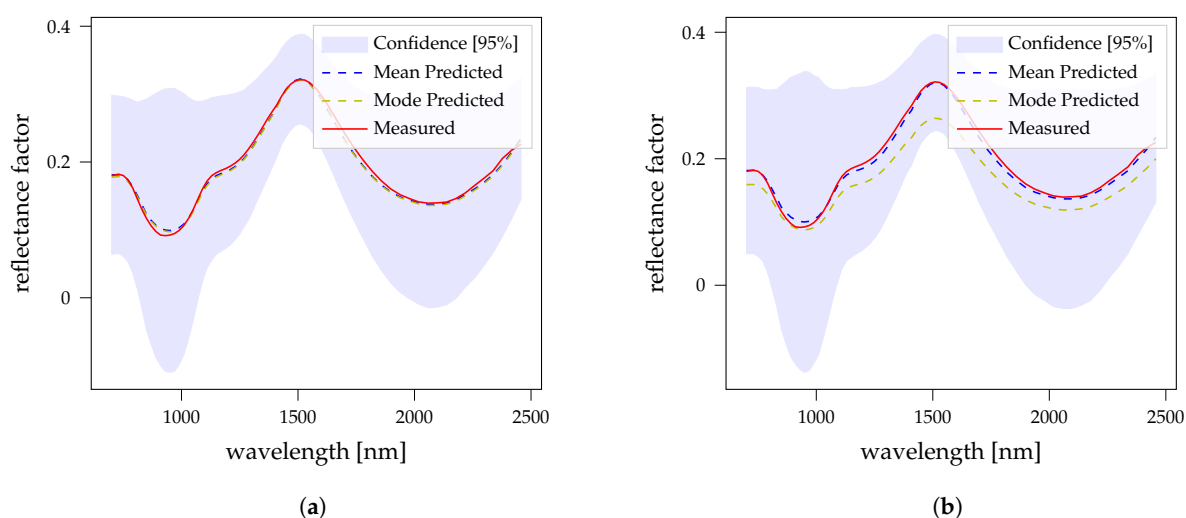 0.4
0.2
0
reflectance factor
Confidence [95%]
Mean Predicted
Mode Predicted
Measured
1000 1500 2000 2500
wavelength [nm]
(a)
0.4
0.2
0
reflectance factor
Confidence [95%]
Mean Predicted
Mode Predicted
Measured
1000 1500 2000 2500
wavelength [nm]
(b)